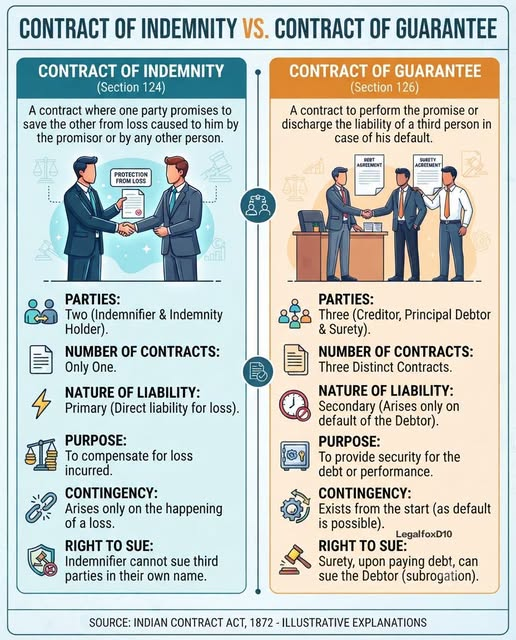 CONTRACT OF INDEMNITY VS. CONTRACT OF GUARANTEE
CONTRACT OF INDEMNITY
(Section 124)
A contract where one party promises to
save the other from loss caused to him by
the promisor or by any other person.
PROTECTION
FROM LOSS
PARTIES:
Two (Indemnifier & Indemnity
Holder).
NUMBER OF CONTRACTS:
Only One.
NATURE OF LIABILITY:
Primary (Direct liability for loss).
PURPOSE:
To compensate for loss
incurred.
CONTINGENCY:
Arises only on the happening
of a loss.
RIGHT TO SUE:
Indemnifier cannot sue third
parties in their own name.
CONTRACT OF GUARANTEE
(Section 126)
A contract to perform the promise or
discharge the liability of a third person in
case of his default.
DEBT
AGREEMENT
SURETY
AGREEMENT
PARTIES:
Three (Creditor, Principal Debtor
& Surety).
NUMBER OF CONTRACTS:
Three Distinct Contracts.
NATURE OF LIABILITY:
Secondary (Arises only on
default of the Debtor).
PURPOSE:
To provide security for the
debt or performance.
CONTINGENCY:
Exists from the start (as default
is possible).
LegalfoxD10
RIGHT TO SUE:
Surety, upon paying debt, can
sue the Debtor (subrogation).
SOURCE: INDIAN CONTRACT ACT, 1872 - ILLUSTRATIVE EXPLANATIONS